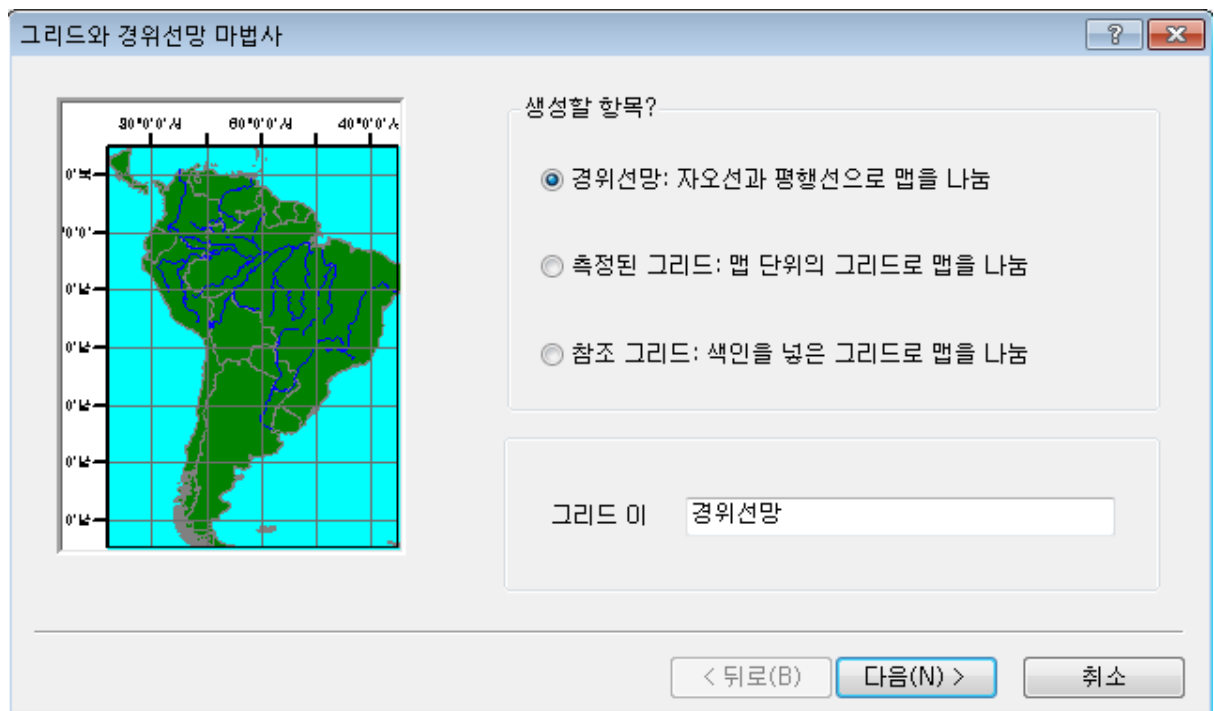 그리드와 경위선망 마법사
생성할 항목?
경위선망: 자오선과 평행선으로 맵을 나눔
측정된 그리드: 맵 단위의 그리드로 맵을 나눔
참조 그리드: 색인을 넣은 그리드로 맵을 나눔
그리드 이
경위선망
< 뒤로(B)
다음(N) >
취소